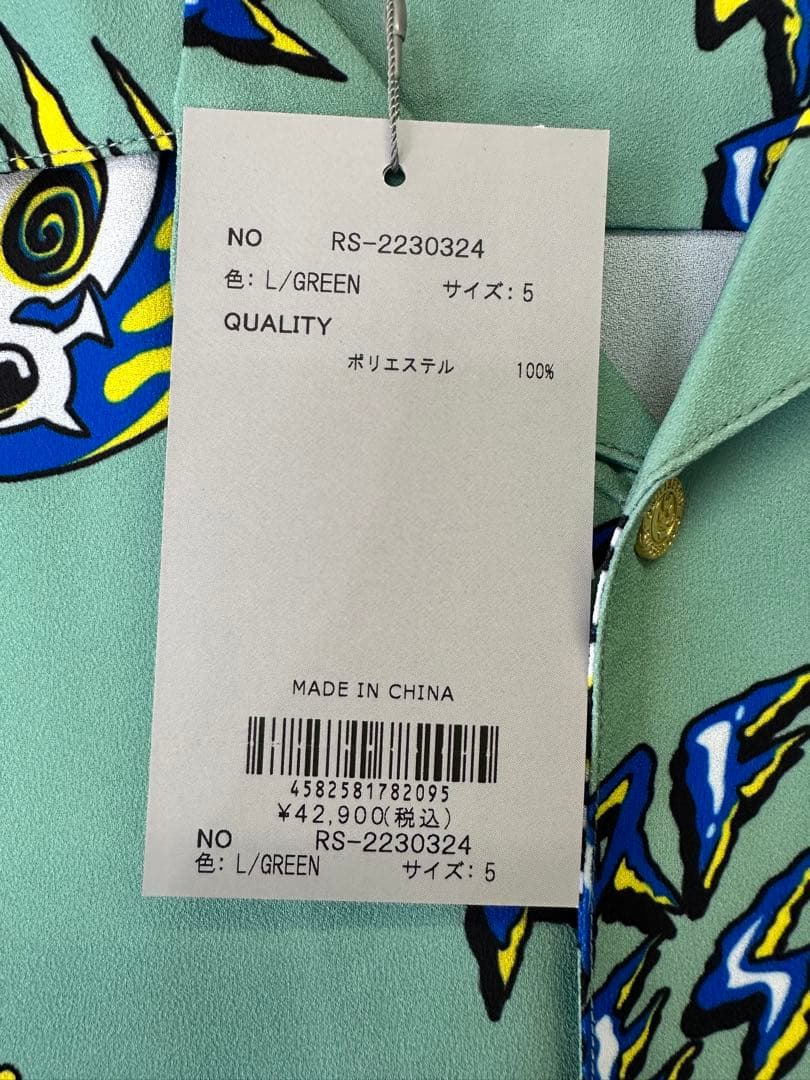 NO RS-2230324
色: L/GREEN サイズ: 5
QUALITY
ポリエステル 100%
MADE IN CHINA
4582581782095
¥42,900(税込)
NO RS-2230324
色: L/GREEN サイズ: 5